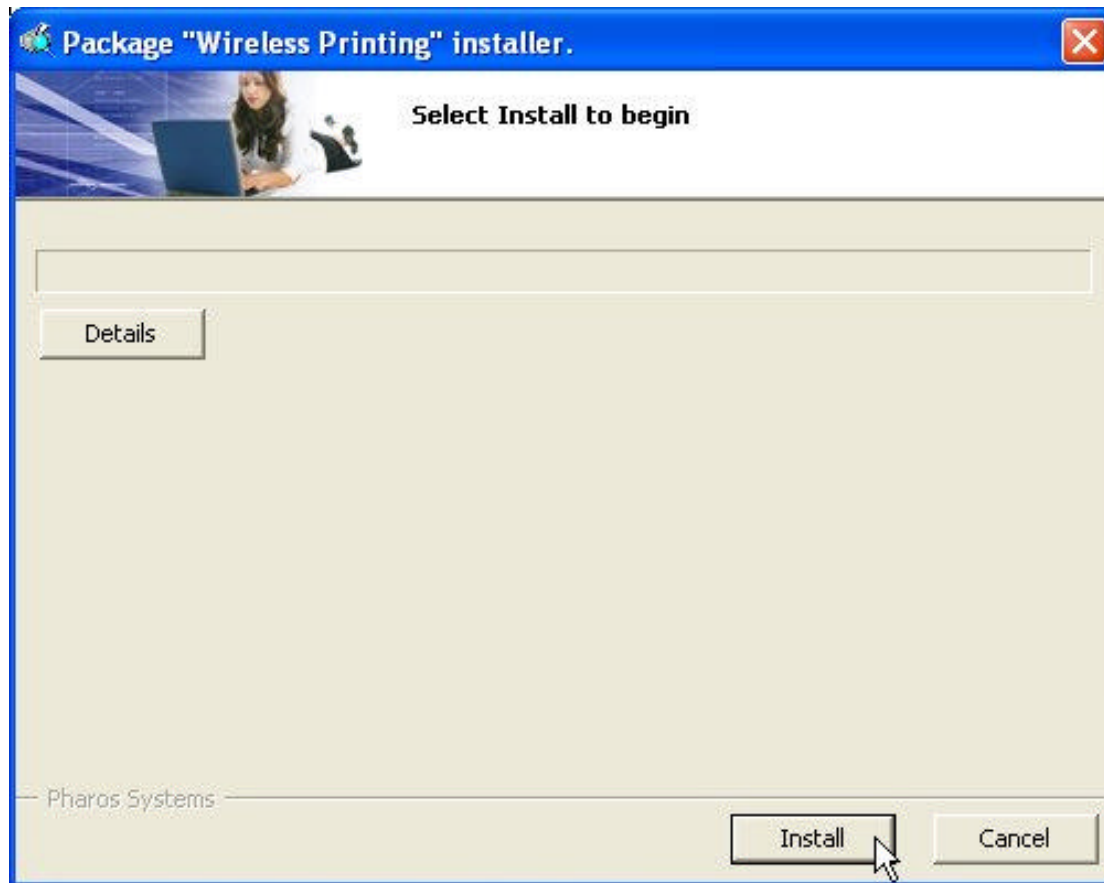 Package "Wireless Printing" installer.
Select Install to begin
Details
Pharos Systems
Install
Cancel